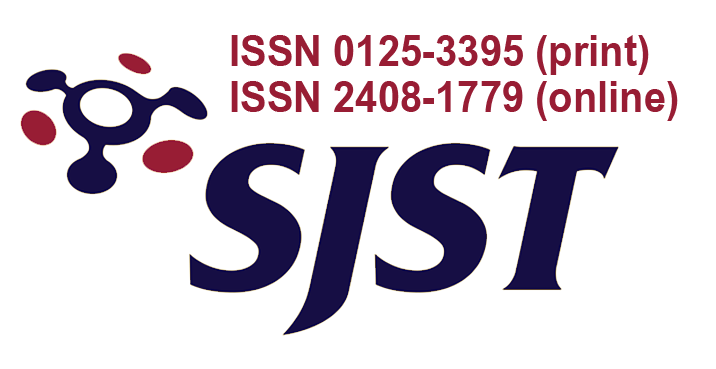 ISSN 0125-3395 (print)
ISSN 2408-1779 (online)
SJST